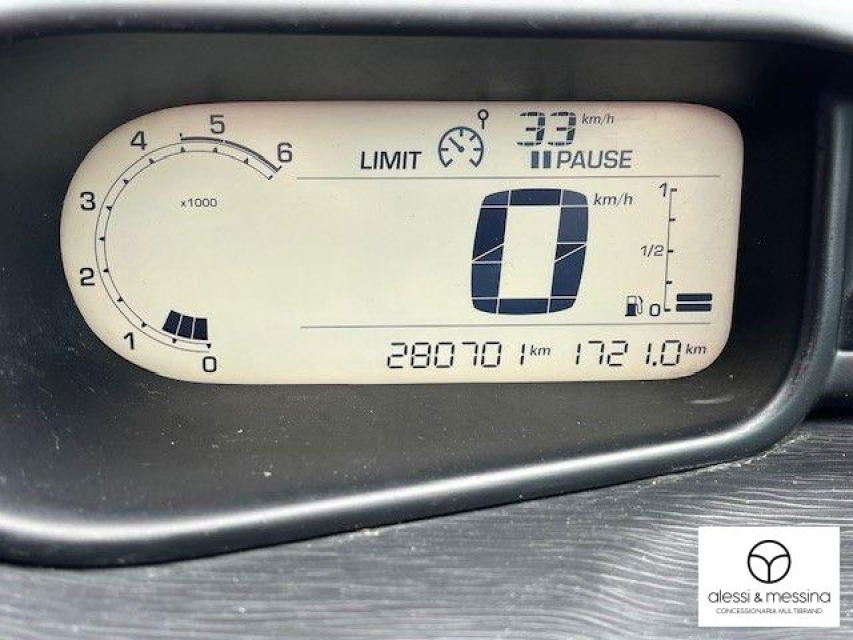 33 km/h
LIMIT PAUSE
6
5
4
3
2
1
0
x1000
0 km/h
1
1/2
0
280701 km 1721.0 km
alessi & messina
CONCESSIONARIA MULTIBRAND